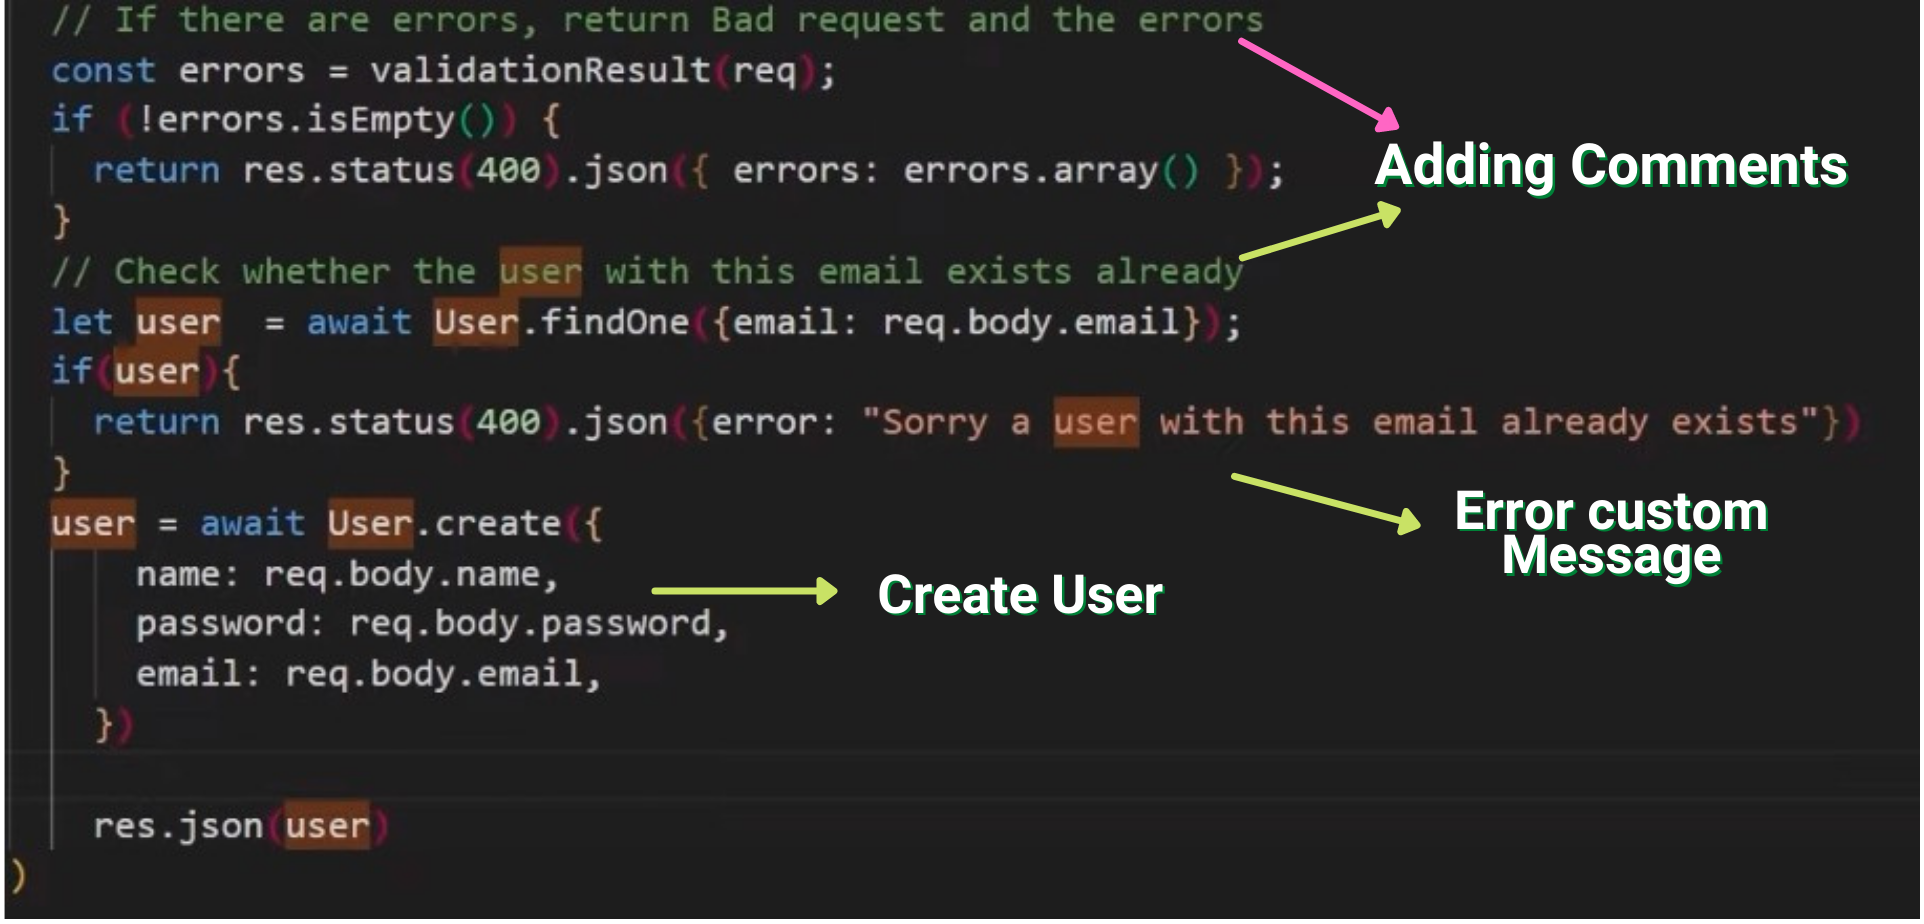 // If there are errors, return Bad request and the errors
const errors = validationResult(req);
if (!errors.isEmpty()) {
return res.status(400).json({ errors: errors.array() });
}
Adding Comments
// Check whether the user with this email exists already
let user  = await User.findOne({email: req.body.email});
if(user){
return res.status(400).json({error: "Sorry a user with this email already exists"})
}
Error custom
Message
user = await User.create({
name: req.body.name,
Create User
password: req.body.password,
email: req.body.email,
})
res.json(user)
)